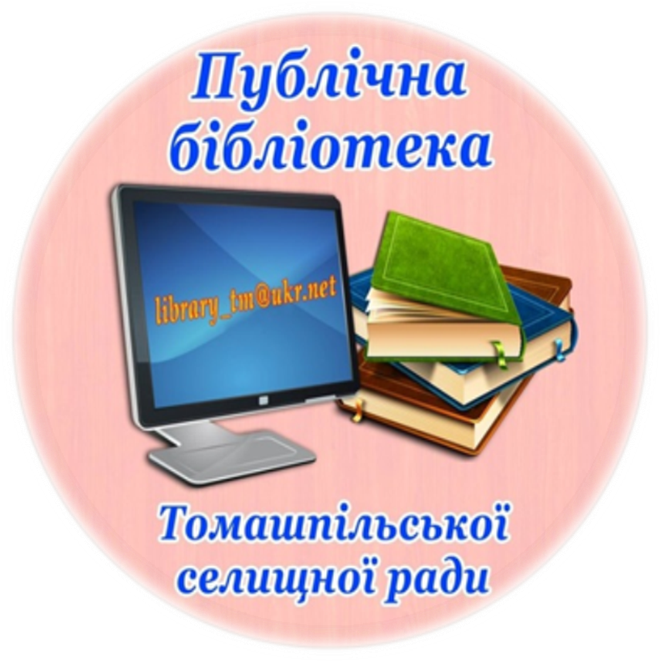 Публічна
бібліотека
library_tm@ukr.net
Томашпільської
селищної ради